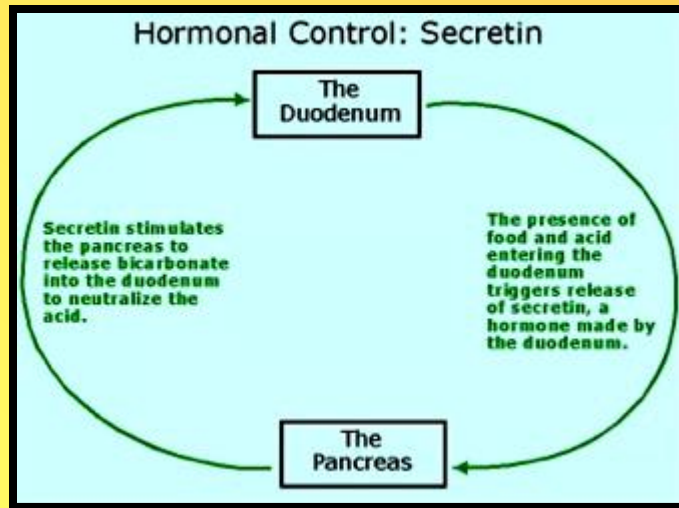 Hormonal Control: Secretin
The
Duodenum
Secretin stimulates
the pancreas to
release bicarbonate
into the duodenum
to neutralize the
acid.
The presence of
food and acid
entering the
duodenum
triggers release
of secretin, a
hormone made by
the duodenum.
The
Pancreas